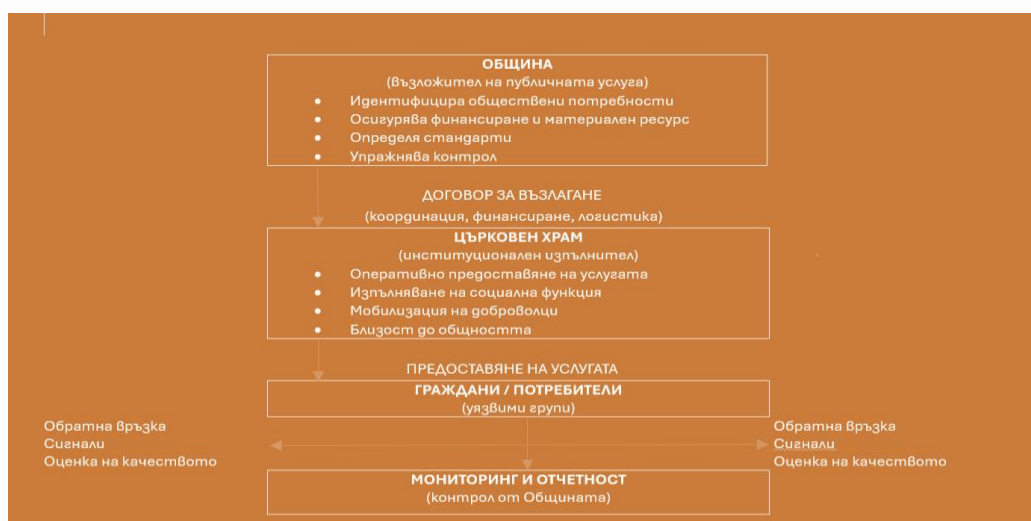 ОБЩИНА
(възложител на публичната услуга)
• Идентифицира обществени потребности
• Осигурява финансиране и материален ресурс
• Определя стандарти
• Упражнява контрол
ДОГОВОР ЗА ВЪЗЛАГАНЕ
(координация, финансиране, логистика)
ЦЪРКОВЕН ХРАМ
(институционален изпълнител)
• Оперативно предоставяне на услугата
• Изпълняване на социална функция
• Мобилизация на доброволци
• Близост до общността
ПРЕДОСТАВЯНЕ НА УСЛУГАТА
ГРАЖДАНИ / ПОТРЕБИТЕЛИ
(уязвими групи)
Обратна връзка
Сигнали
Оценка на качеството
Обратна връзка
Сигнали
Оценка на качеството
МОНИТОРИНГ И ОТЧЕТНОСТ
(контрол от Общината)